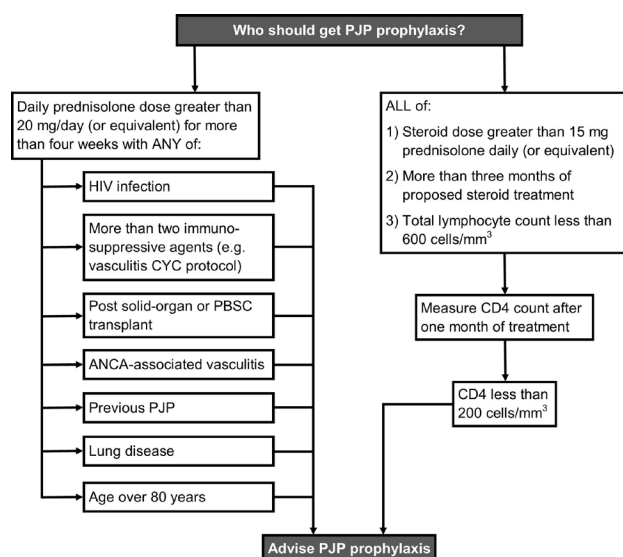 Who should get PJP prophylaxis?
Daily prednisolone dose greater than
20 mg/day (or equivalent) for more
than four weeks with ANY of:
HIV infection
More than two immuno-
suppressive agents (e.g.
vasculitis CYC protocol)
Post solid-organ or PBSC
transplant
ANCA-associated vasculitis
Previous PJP
Lung disease
Age over 80 years
ALL of:
1) Steroid dose greater than 15 mg
prednisolone daily (or equivalent)
2) More than three months of
proposed steroid treatment
3) Total lymphocyte count less than
600 cells/mm³
Measure CD4 count after
one month of treatment
CD4 less than
200 cells/mm³
Advise PJP prophylaxis